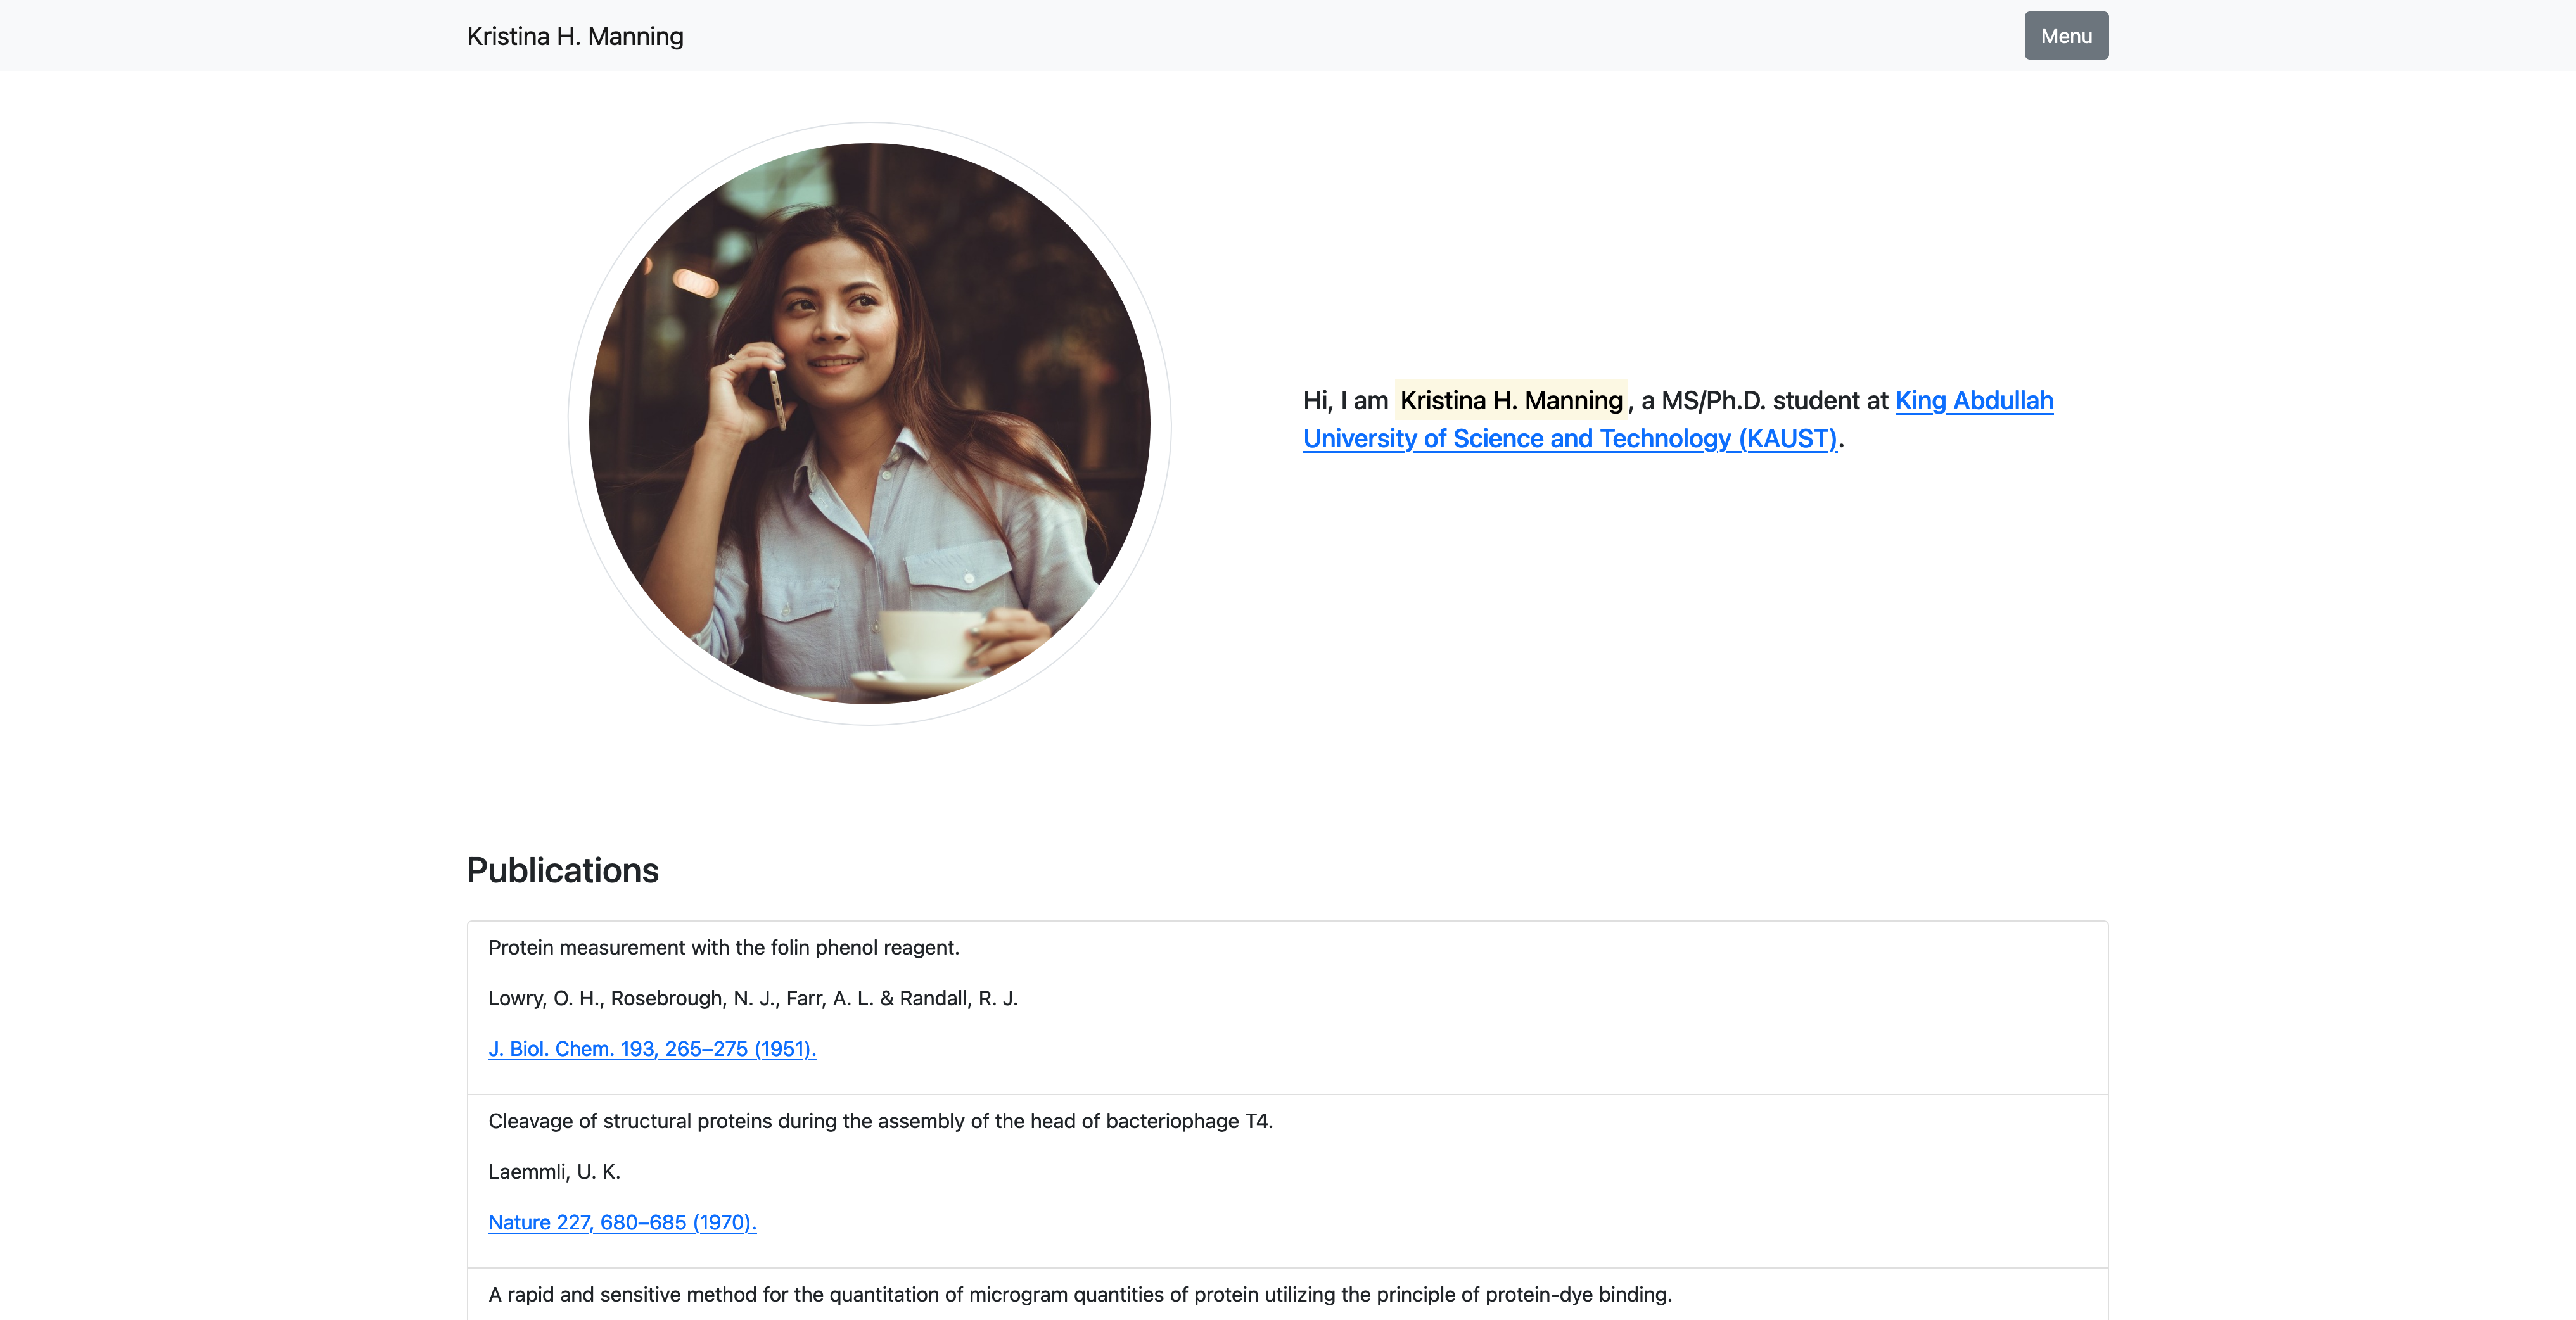 Kristina H. Manning
Menu
Hi, I am Kristina H. Manning, a MS/Ph.D. student at King Abdullah
University of Science and Technology (KAUST).
Publications
Protein measurement with the folin phenol reagent.
Lowry, O. H., Rosebrough, N. J., Farr, A. L. & Randall, R. J.
J. Biol. Chem. 193, 265–275 (1951).
Cleavage of structural proteins during the assembly of the head of bacteriophage T4.
Laemmli, U. K.
Nature 227, 680–685 (1970).
A rapid and sensitive method for the quantitation of microgram quantities of protein utilizing the principle of protein-dye binding.